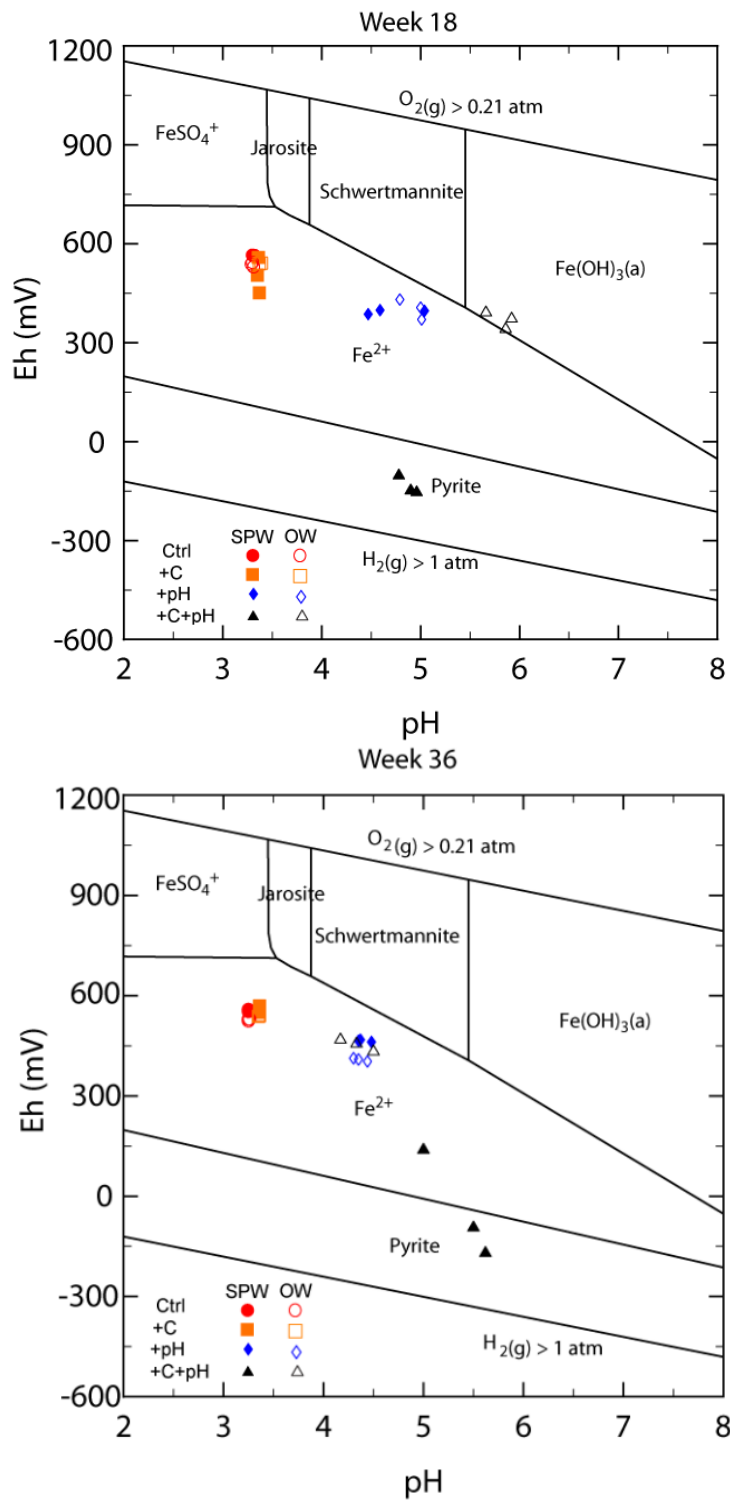 Week 18
1200
O2(g) > 0.21 atm
FeSO4+
900
Jarosite
Schwertmannite
600
Fe(OH)3(a)
Eh (mV)
300
Fe2+
0
Pyrite
-300
SPW OW
H2(g) > 1 atm
Ctrl
+C
+pH
+C+pH
-600
2 3 4 5 6 7 8
pH
Week 36
1200
O2(g) > 0.21 atm
FeSO4+
900
Jarosite
Schwertmannite
600
Fe(OH)3(a)
Eh (mV)
300
Fe2+
0
Pyrite
-300
SPW OW
Ctrl
H2(g) > 1 atm
+C
+pH
+C+pH
-600
2 3 4 5 6 7 8
pH